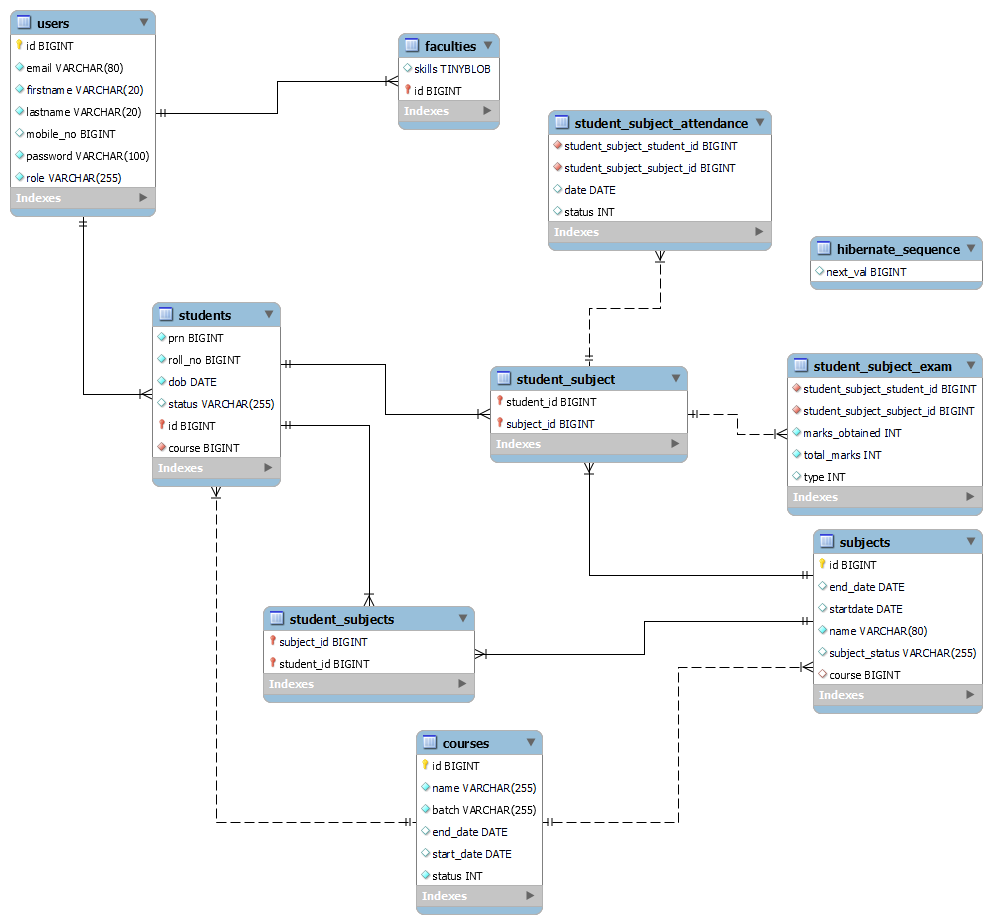 users
id BIGINT
email VARCHAR(80)
firstname VARCHAR(20)
lastname VARCHAR(20)
mobile_no BIGINT
password VARCHAR(100)
role VARCHAR(255)
Indexes
faculties
skills TINYBLOB
id BIGINT
Indexes
student_subject_attendance
student_subject_student_id BIGINT
student_subject_subject_id BIGINT
date DATE
status INT
Indexes
hibernate_sequence
next_val BIGINT
students
prn BIGINT
roll_no BIGINT
dob DATE
status VARCHAR(255)
id BIGINT
course BIGINT
Indexes
student_subject
student_id BIGINT
subject_id BIGINT
Indexes
student_subject_exam
student_subject_student_id BIGINT
student_subject_subject_id BIGINT
marks_obtained INT
total_marks INT
type INT
Indexes
subjects
id BIGINT
end_date DATE
startdate DATE
name VARCHAR(80)
subject_status VARCHAR(255)
course BIGINT
Indexes
student_subjects
subject_id BIGINT
student_id BIGINT
Indexes
courses
id BIGINT
name VARCHAR(255)
batch VARCHAR(255)
end_date DATE
start_date DATE
status INT
Indexes